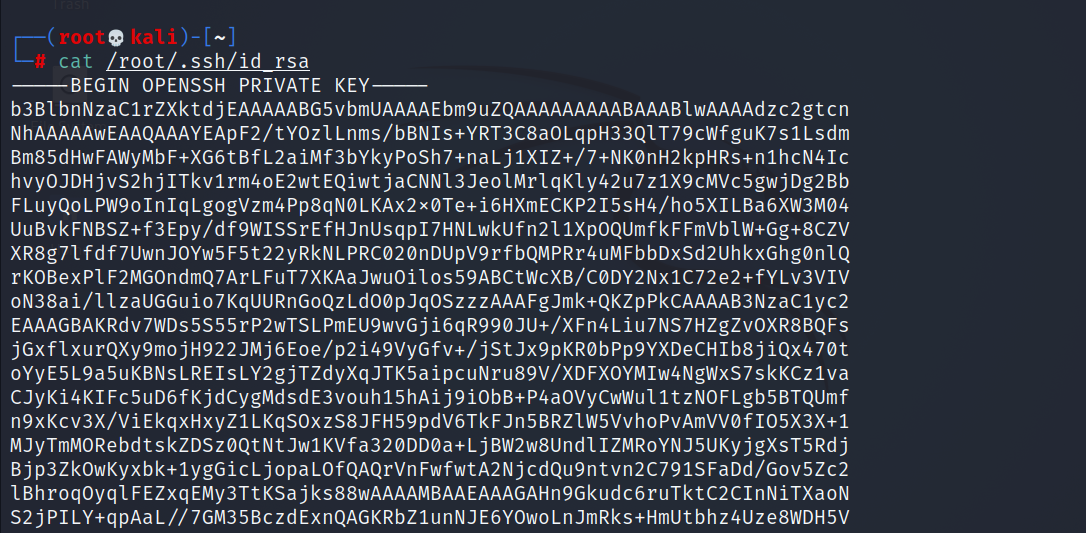 Trash
┌──(root💀kali)-[~]
└─# cat /root/.ssh/id_rsa
-----BEGIN OPENSSH PRIVATE KEY-----
b3BlbnNzaC1rZXktdjEAAAAABG5vbmUAAAAEbm9uZQAAAAAAAAABAAABlwAAAAdzc2gtcn
NhAAAAAwEAAQAAAYEApF2/tYOzlLnms/bBNIs+YRT3C8aOLqpH33QlT79cWfguK7s1Lsdm
Bm85dHwFAWyMbF+XG6tBfL2aiMf3bYkyPoSh7+naLj1XIZ+/7+NK0nH2kpHRs+n1hcN4Ic
hvyOJDHjvS2hjITkv1rm4oE2wtEQiwtjaCNNl3JeolMrlqKly42u7z1X9cMVc5gwjDg2Bb
FLuyQoLPW9oInIqLgogVzm4Pp8qN0LKAx2×0Te+i6HXmECKP2I5sH4/ho5XILBa6XW3M04
UuBvkFNBSZ+f3Epy/df9WISSrEfHJnUsqpI7HNLwkUfn2l1XpOQUmfkFFmVblW+Gg+8CZV
XR8g7lfdf7UwnJOYw5F5t22yRkNLPRC020nDUpV9rfbQMPRr4uMFbbDxSd2UhkxGhg0nlQ
rKOBexPlF2MGOndmQ7ArLFuT7XKAaJwuOilos59ABCtWcXB/C0DY2Nx1C72e2+fYLv3VIV
oN38ai/llzaUGGuio7KqUURnGoQzLdO0pJqOSzzzAAAFgJmk+QKZpPkCAAAAB3NzaC1yc2
EAAAGBAKRdv7WDs5S55rP2wTSLPmEU9wvGji6qR990JU+/XFn4Liu7NS7HZgZvOXR8BQFs
jGxflxurQXy9mojH922JMj6Eoe/p2i49VyGfv+/jStJx9pKR0bPp9YXDeCHIb8jiQx470t
oYyE5L9a5uKBNsLREIsLY2gjTZdyXqJTK5aipcuNru89V/XDFXOYMIw4NgWxS7skKCz1va
CJyKi4KIFc5uD6fKjdCygMdsdE3vouh15hAij9iObB+P4aOVyCwWul1tzNOFLgb5BTQUmf
n9xKcv3X/ViEkqxHxyZ1LKqSOxzS8JFH59pdV6TkFJn5BRZlW5VvhoPvAmVV0fIO5X3X+1
MJyTmMORebdtskZDSz0QtNtJw1KVfa320DD0a+LjBW2w8UndlIZMRoYNJ5UKyjgXsT5Rdj
Bjp3ZkOwKyxbk+1ygGicLjopaLOfQAQrVnFwfwtA2NjcdQu9ntvn2C791SFaDd/Gov5Zc2
lBhroqOyqlFEZxqEMy3TtKSajks88wAAAAMBAAEAAAGAHn9Gkudc6ruTktC2CInNiTXaoN
S2jPILY+qpAaL//7GM35BczdExnQAGKRbZ1unNJE6YOwoLnJmRks+HmUtbhz4Uze8WDH5V